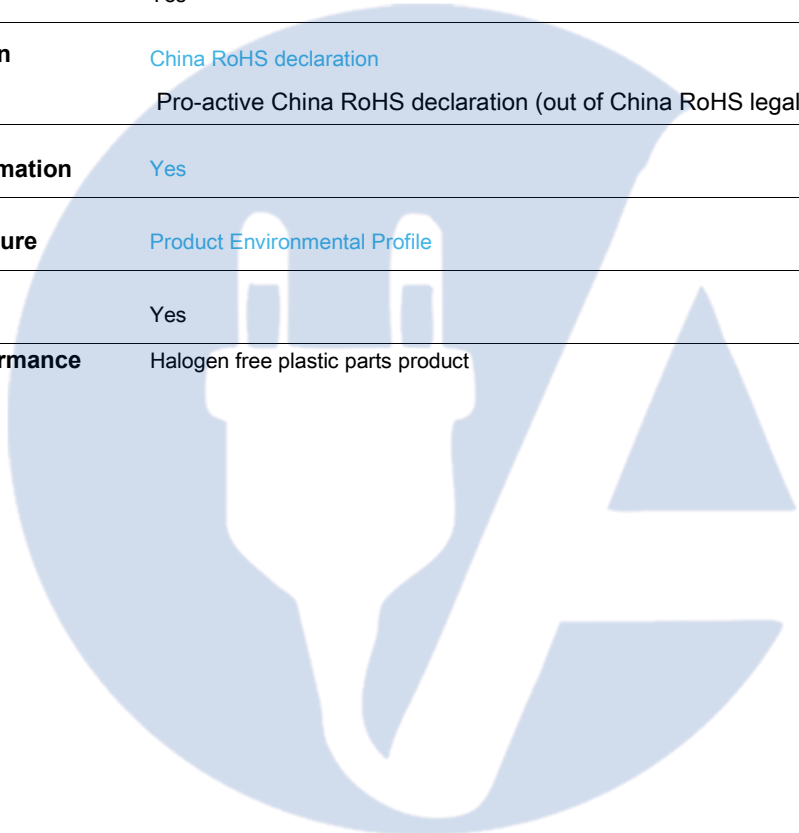 Yes
n China RoHS declaration
Pro-active China RoHS declaration (out of China RoHS legal
mation Yes
ure Product Environmental Profile
Yes
rmance Halogen free plastic parts product